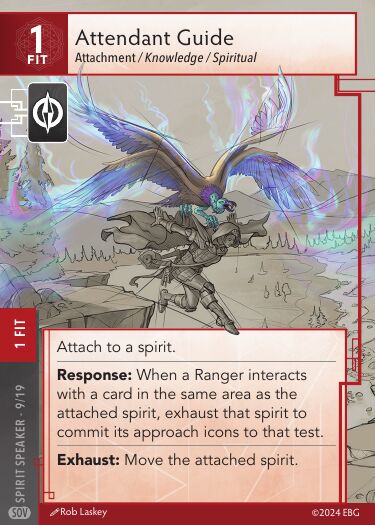 1
FIT
Attendant Guide
Attachment / Knowledge / Spiritual
1 FIT
Attach to a spirit.
Response: When a Ranger interacts
with a card in the same area as the
attached spirit, exhaust that spirit to
commit its approach icons to that test.
Exhaust: Move the attached spirit.
SPIRIT SPEAKER - 9/19
SOV
Rob Laskey
©2024 EBG